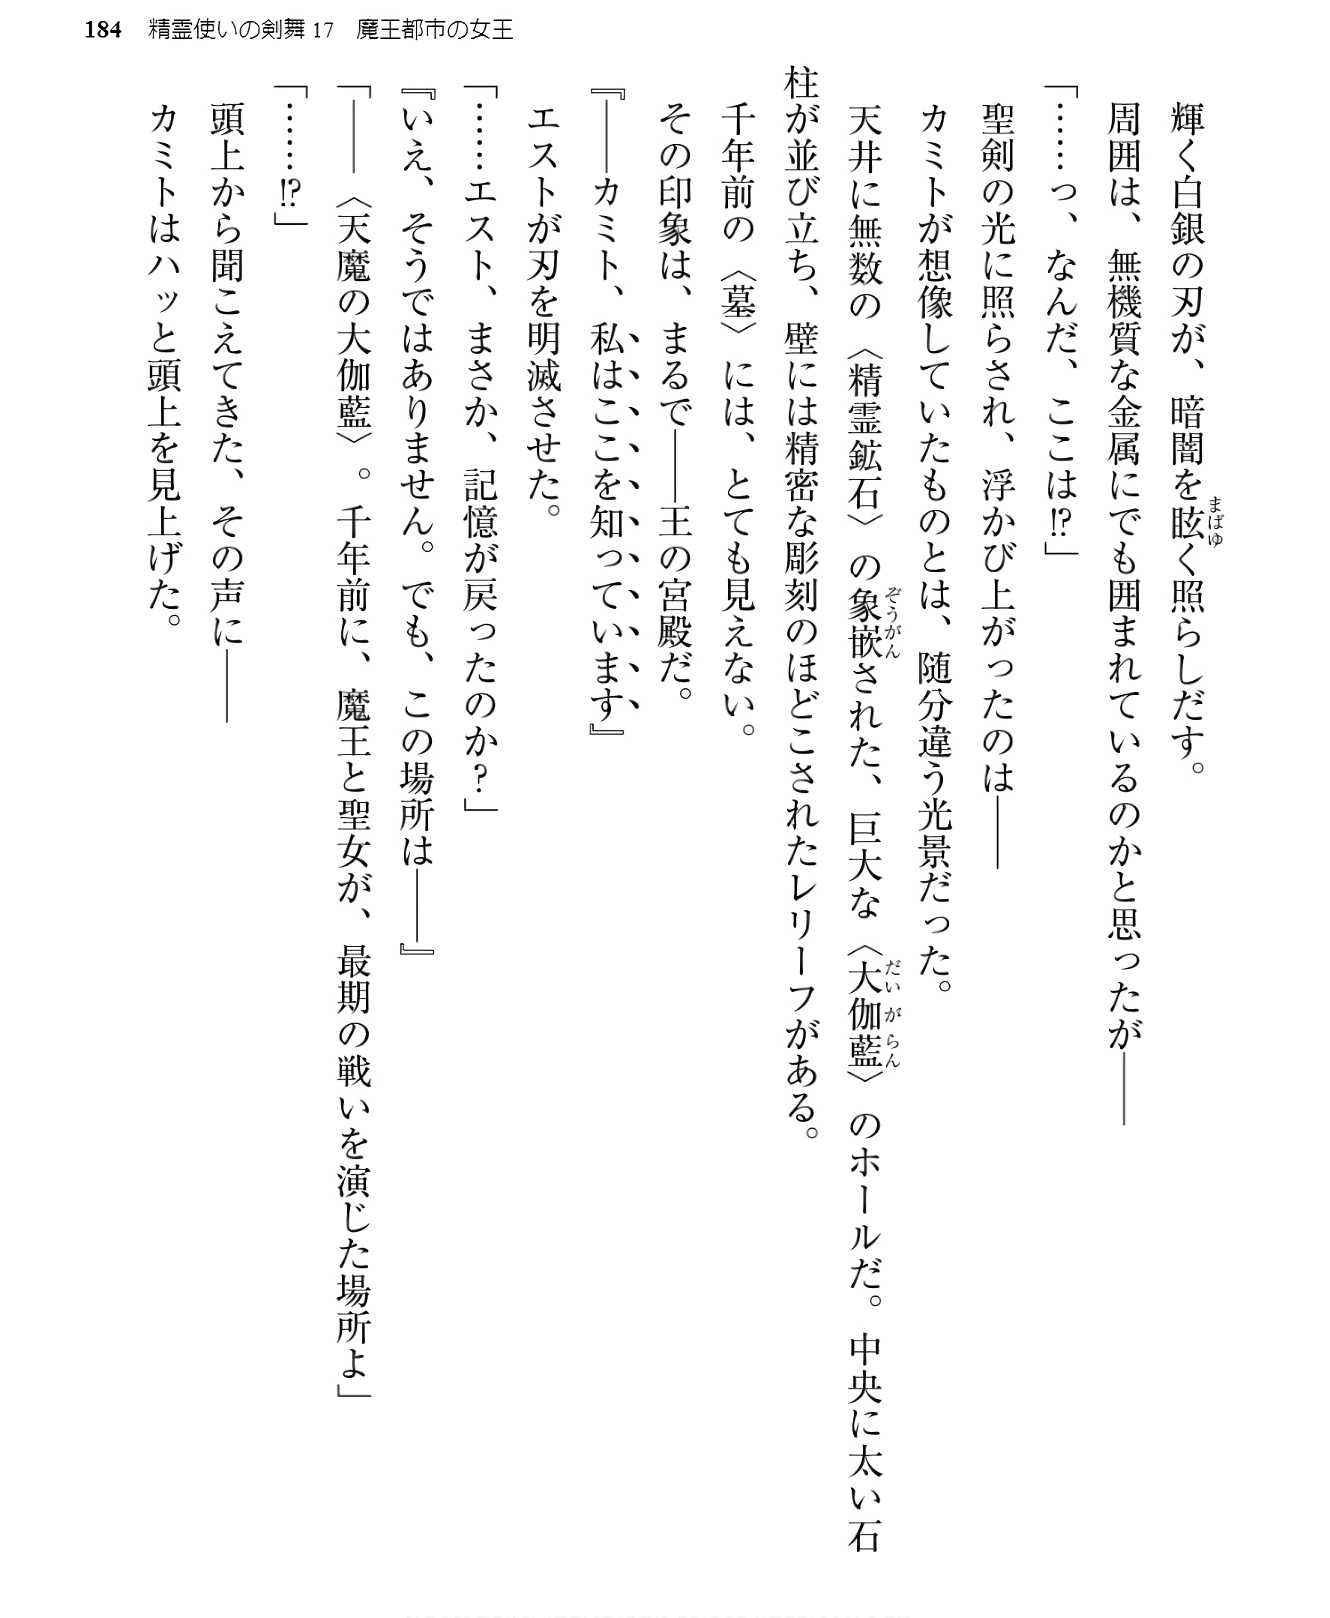 184 精霊使いの剣舞17 魔王都市の女王
輝く白銀の刃が、暗闇を眩く照らしだす。
まばゆ
周囲は、無機質な金属にでも囲まれているのかと思ったが――
「……っ、なんだ、ここは⁉」
聖剣の光に照らされ、浮かび上がったのは――
カミトが想像していたものとは、随分違う光景だった。
天井に無数の〈精霊鉱石〉の象嵌された、巨大な〈大伽藍〉のホールだ。中央に太い石
ぞうがん
だいがらん
柱が並び立ち、壁には精密な彫刻のほどこされたレリーフがある。
千年前の〈墓〉には、とても見えない。
その印象は、まるで――王の宮殿だ。
『――カミト、私はここを知っています』
エストが刃を明滅させた。
「……エスト、まさか、記憶が戻ったのか？」
『いえ、そうではありません。でも、この場所は――』
「――〈天魔の大伽藍〉。千年前に、魔王と聖女が、最期の戦いを演じた場所よ」
「……⁉」
頭上から聞こえてきた、その声に――
カミトはハッと頭上を見上げた。